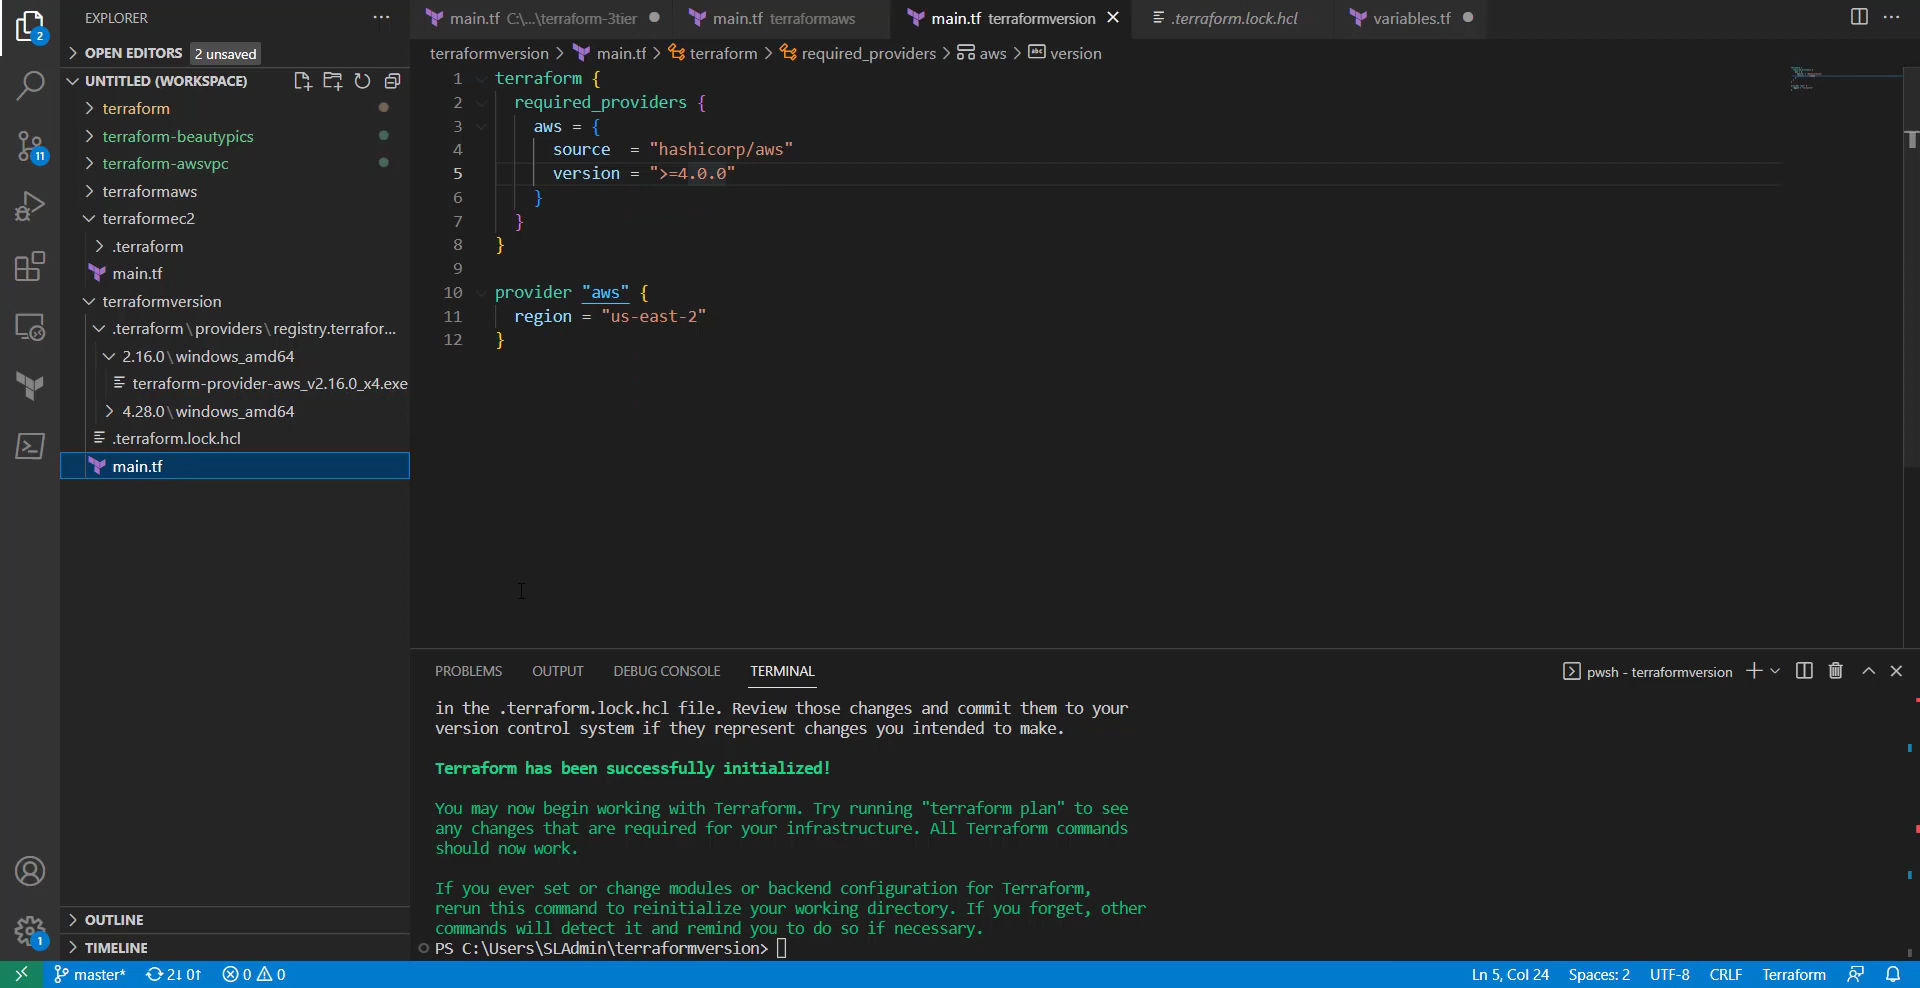 EXPLORER
OPEN EDITORS 2 unsaved
UNTITLED (WORKSPACE)
terraform
terraform-beautypics
terraform-awsvpc
terraformaws
terraformec2
.terraform
main.tf
terraformversion
.terraform\providers\registry.terrafor...
2.16.0\windows_amd64
terraform-provider-aws_v2.16.0_x4.exe
4.28.0\windows_amd64
.terraform.lock.hcl
main.tf
OUTLINE
TIMELINE
2
11
1
main.tf C:\...\terraform-3tier
main.tf terraformaws
main.tf terraformversion
.terraform.lock.hcl
variables.tf
terraformversion > main.tf > terraform > required_providers > aws > version
1 terraform {
2 required_providers {
3 aws = {
4 source = "hashicorp/aws"
5 version = ">=4.0.0"
6 }
7 }
8 }
9
10 provider "aws" {
11 region = "us-east-2"
12 }
PROBLEMS OUTPUT DEBUG CONSOLE TERMINAL
pwsh - terraformversion
in the .terraform.lock.hcl file. Review those changes and commit them to your
version control system if they represent changes you intended to make.
Terraform has been successfully initialized!
You may now begin working with Terraform. Try running "terraform plan" to see
any changes that are required for your infrastructure. All Terraform commands
should now work.
If you ever set or change modules or backend configuration for Terraform,
rerun this command to reinitialize your working directory. If you forget, other
commands will detect it and remind you to do so if necessary.
PS C:\Users\SLAdmin\terraformversion>
master* 2↓ 0↑ 0 0
Ln 5, Col 24 Spaces: 2 UTF-8 CRLF Terraform